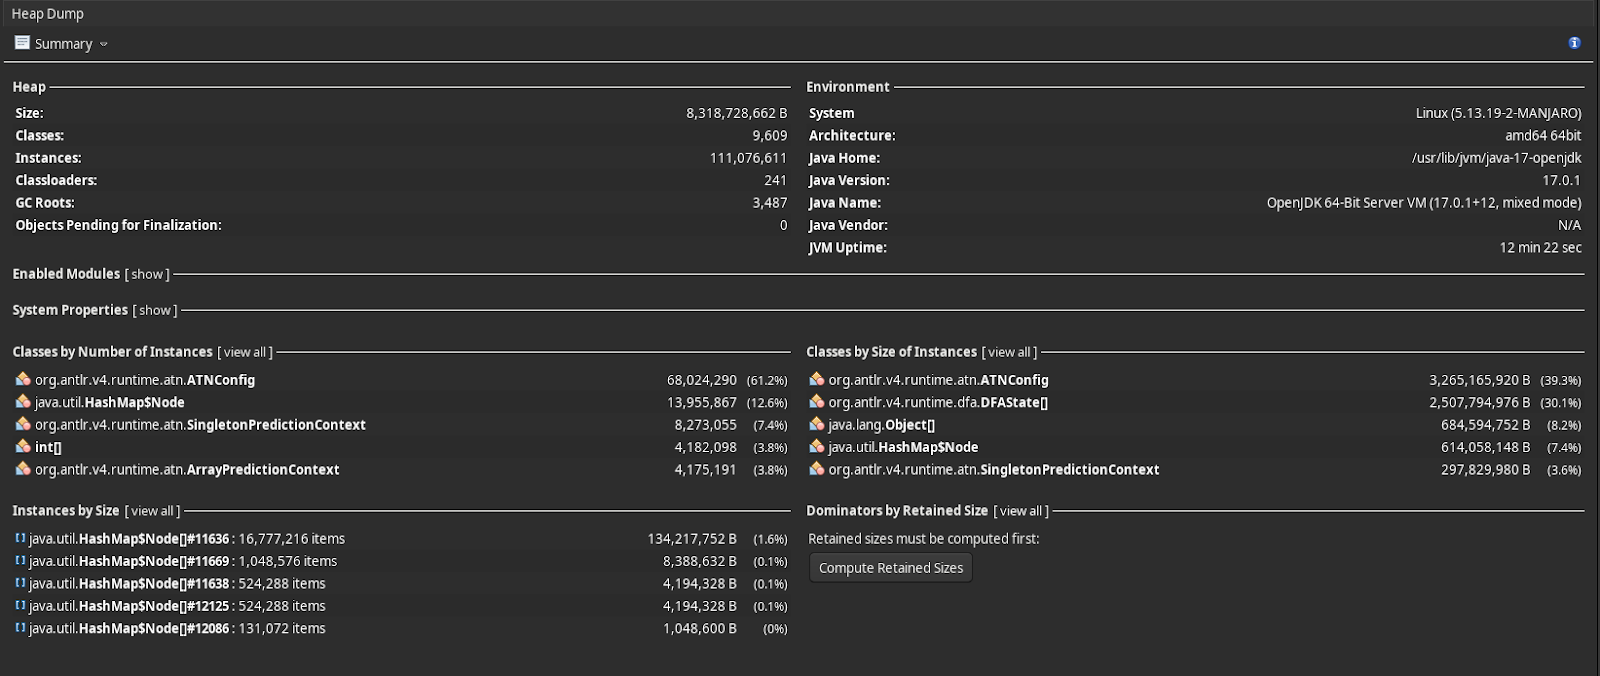 Heap Dump
Summary
Heap
Size: 8,318,728,662 B
Classes: 9,609
Instances: 111,076,611
Classloaders: 241
GC Roots: 3,487
Objects Pending for Finalization: 0
Environment
System Linux (5.13.19-2-MANJARO)
Architecture: amd64 64bit
Java Home: /usr/lib/jvm/java-17-openjdk
Java Version: 17.0.1
Java Name: OpenJDK 64-Bit Server VM (17.0.1+12, mixed mode)
Java Vendor: N/A
JVM Uptime: 12 min 22 sec
Enabled Modules [ show ]
System Properties [ show ]
Classes by Number of Instances [ view all ]
org.antlr.v4.runtime.atn.ATNConfig 68,024,290 (61.2%)
java.util.HashMap$Node 13,955,867 (12.6%)
org.antlr.v4.runtime.atn.SingletonPredictionContext 8,273,055 (7.4%)
int[] 4,182,098 (3.8%)
org.antlr.v4.runtime.atn.ArrayPredictionContext 4,175,191 (3.8%)
Classes by Size of Instances [ view all ]
org.antlr.v4.runtime.atn.ATNConfig 3,265,165,920 B (39.3%)
org.antlr.v4.runtime.dfa.DFAState[] 2,507,794,976 B (30.1%)
java.lang.Object[] 684,594,752 B (8.2%)
java.util.HashMap$Node 614,058,148 B (7.4%)
org.antlr.v4.runtime.atn.SingletonPredictionContext 297,829,980 B (3.6%)
Instances by Size [ view all ]
java.util.HashMap$Node[]#11636 : 16,777,216 items 134,217,752 B (1.6%)
java.util.HashMap$Node[]#11669 : 1,048,576 items 8,388,632 B (0.1%)
java.util.HashMap$Node[]#11638 : 524,288 items 4,194,328 B (0.1%)
java.util.HashMap$Node[]#12125 : 524,288 items 4,194,328 B (0.1%)
java.util.HashMap$Node[]#12086 : 131,072 items 1,048,600 B (0%)
Dominators by Retained Size [ view all ]
Retained sizes must be computed first:
Compute Retained Sizes